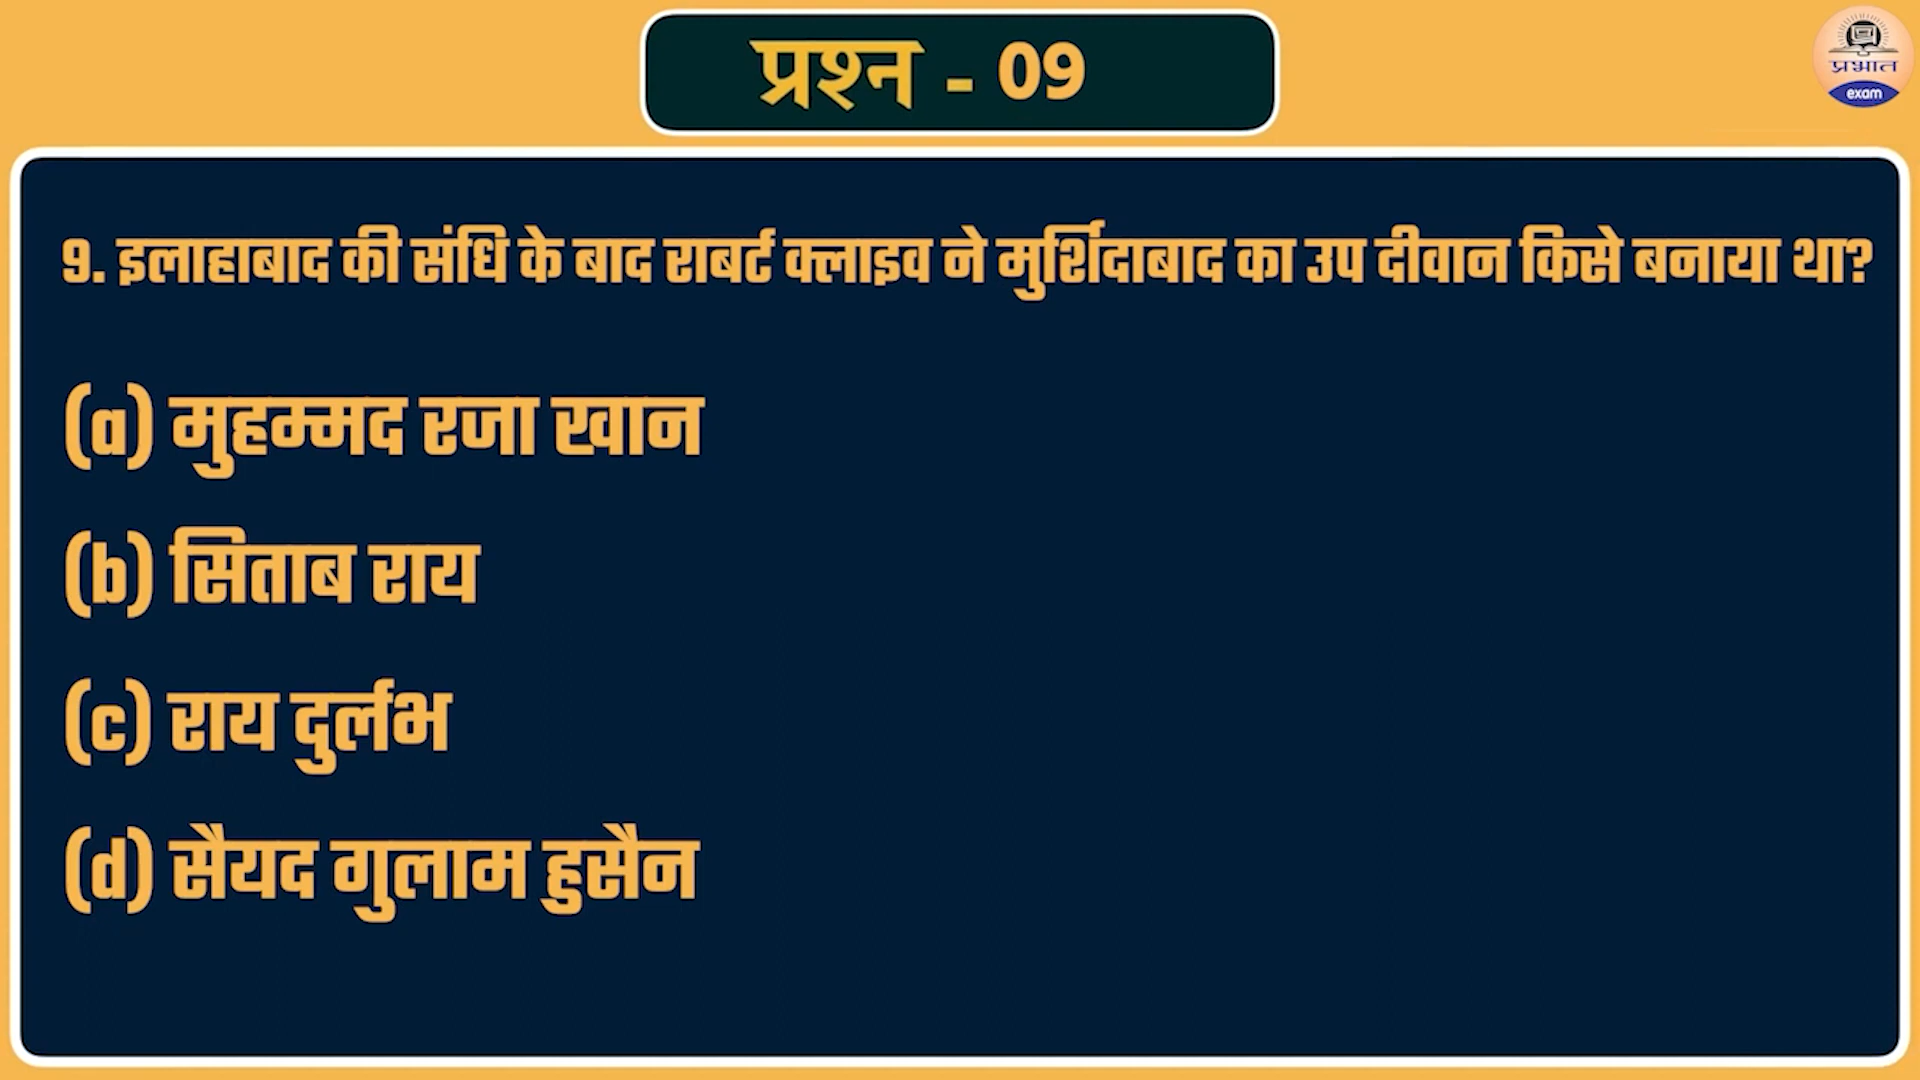 प्रश्न - 09
प्रभात
exam
9. इलाहाबाद की संधि के बाद राबर्ट क्लाइव ने मुर्शिदाबाद का उप दीवान किसे बनाया था?
(a) मुहम्मद रजा खान
(b) सिताब राय
(c) राय दुर्लभ
(d) सैयद गुलाम हुसैन